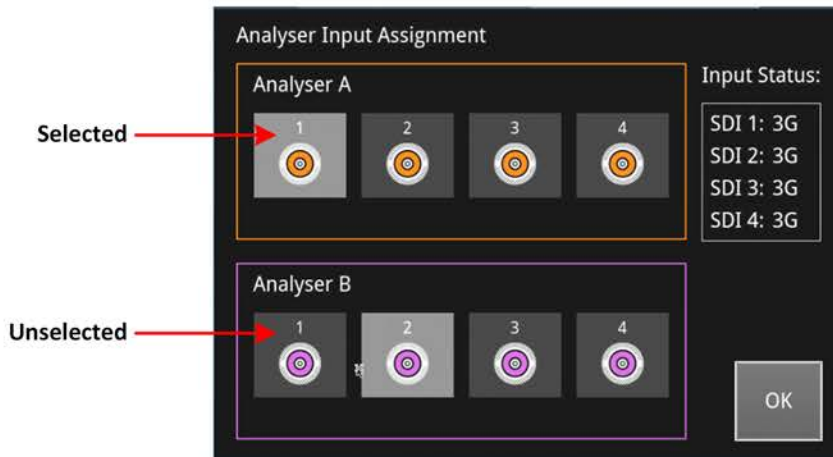 Analyser Input Assignment
Analyser A
Input Status:
Selected
1 2 3 4
SDI 1: 3G
SDI 2: 3G
SDI 3: 3G
SDI 4: 3G
Analyser B
Unselected
1 2 3 4
OK